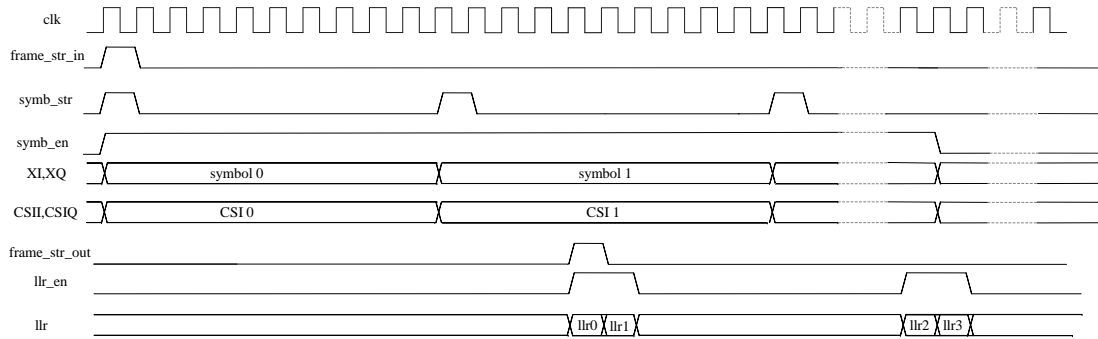 clk
frame_str_in
symb_str
symb_en
XI,XQ symbol 0 symbol 1
CSII,CSIQ CSI 0 CSI 1
frame_str_out
llr_en
llr llr0 llr1 llr2 llr3